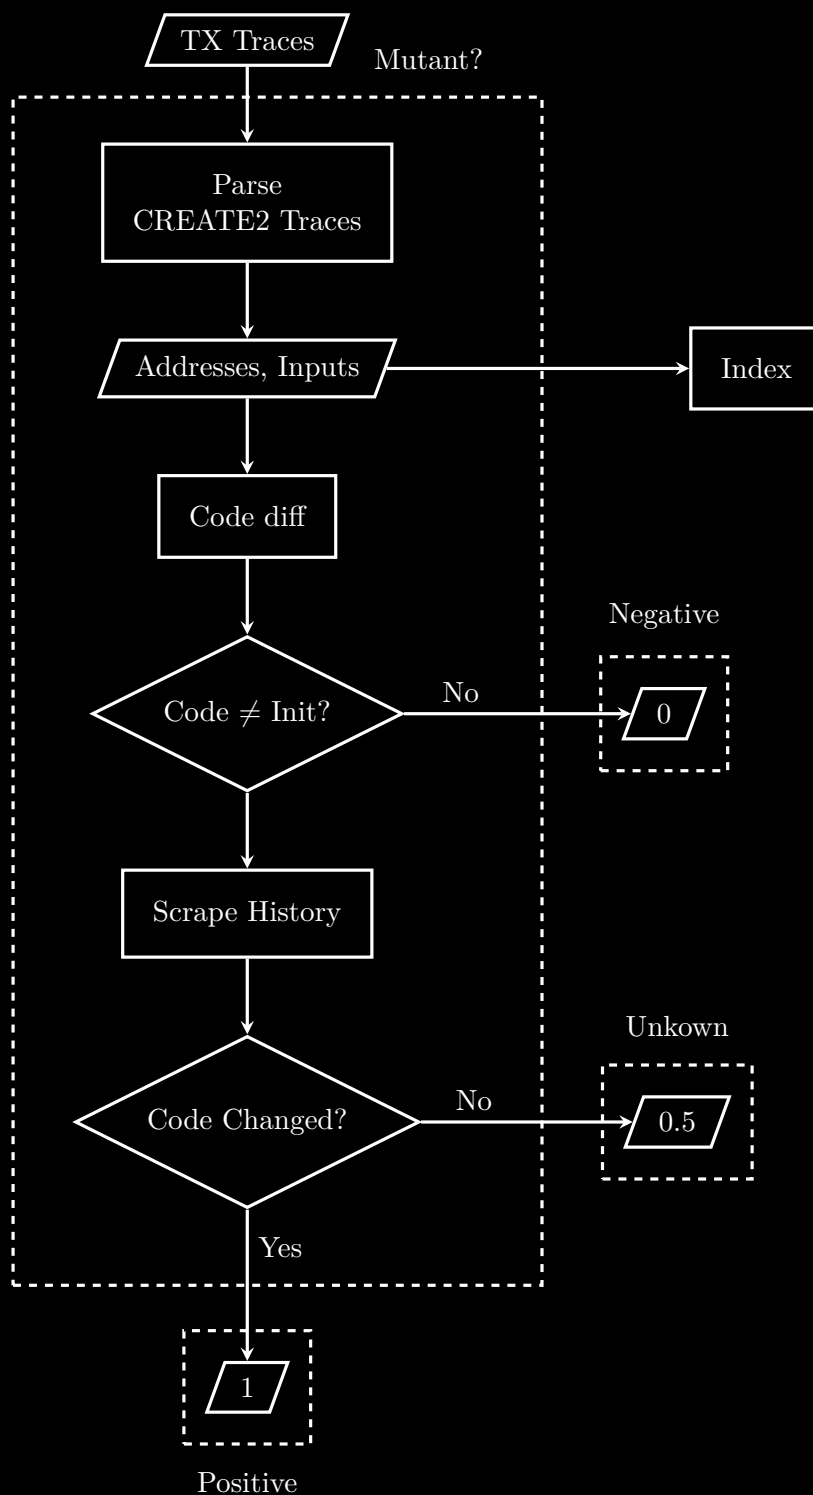 TX Traces
Mutant?
Parse
CREATE2 Traces
Addresses, Inputs
Index
Code diff
Negative
Code ≠ Init?
No
0
Scrape History
Unkown
Code Changed?
No
0.5
Yes
1
Positive